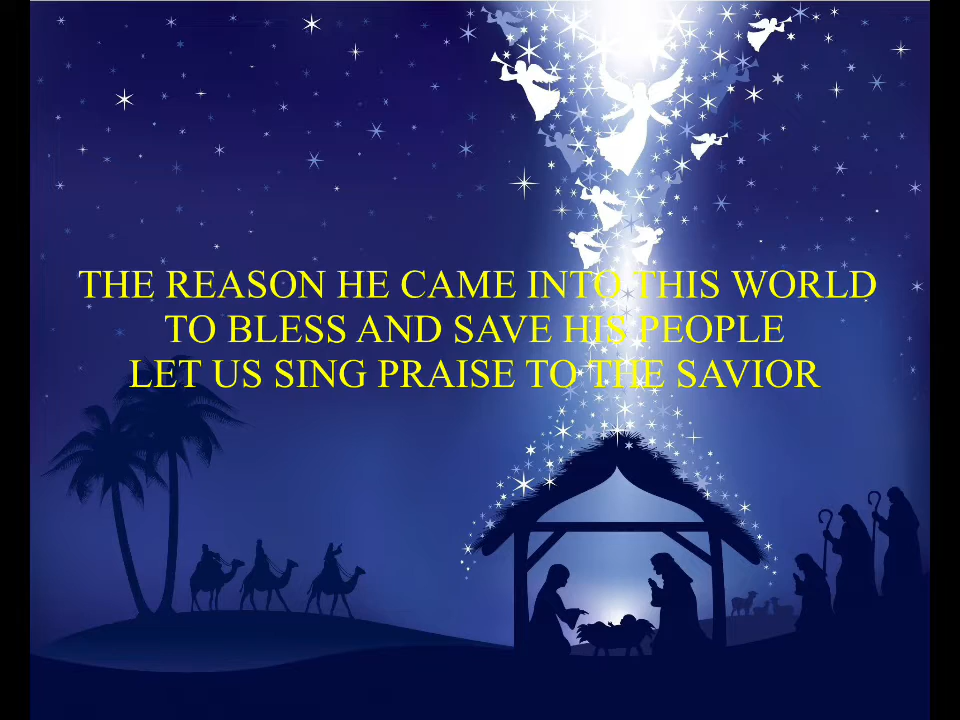 THE REASON HE CAME INTO THIS WORLD
TO BLESS AND SAVE HIS PEOPLE
LET US SING PRAISE TO THE SAVIOR